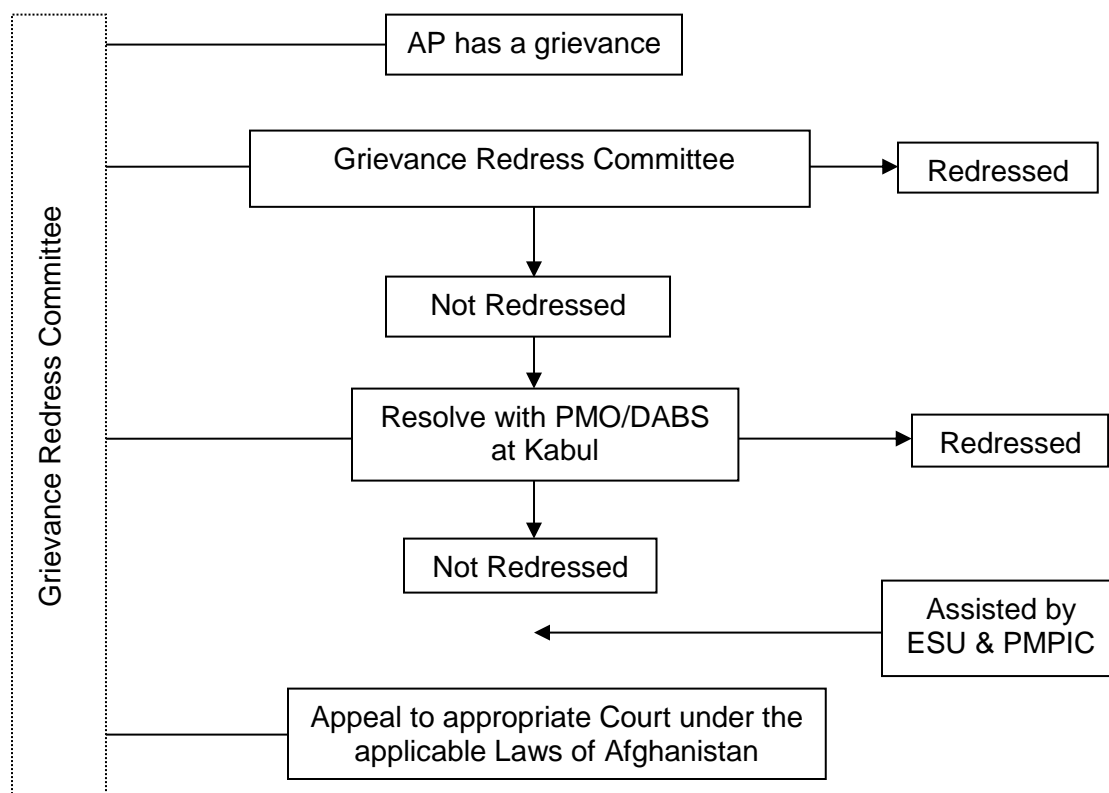 Grievance Redress Committee
AP has a grievance
Grievance Redress Committee
Redressed
Not Redressed
Resolve with PMO/DABS
at Kabul
Redressed
Not Redressed
Assisted by
ESU & PMPIC
Appeal to appropriate Court under the
applicable Laws of Afghanistan